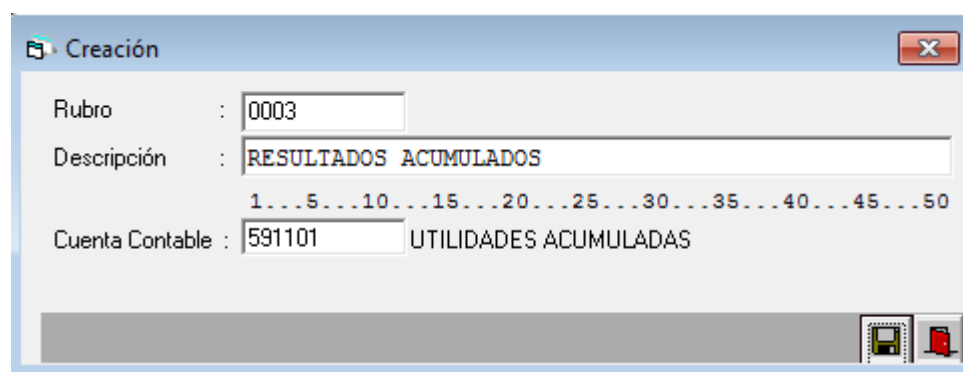 Creación
Rubro : 0003
Descripción : RESULTADOS ACUMULADOS
1...5...10...15...20...25...30...35...40...45...50
Cuenta Contable : 591101 UTILIDADES ACUMULADAS